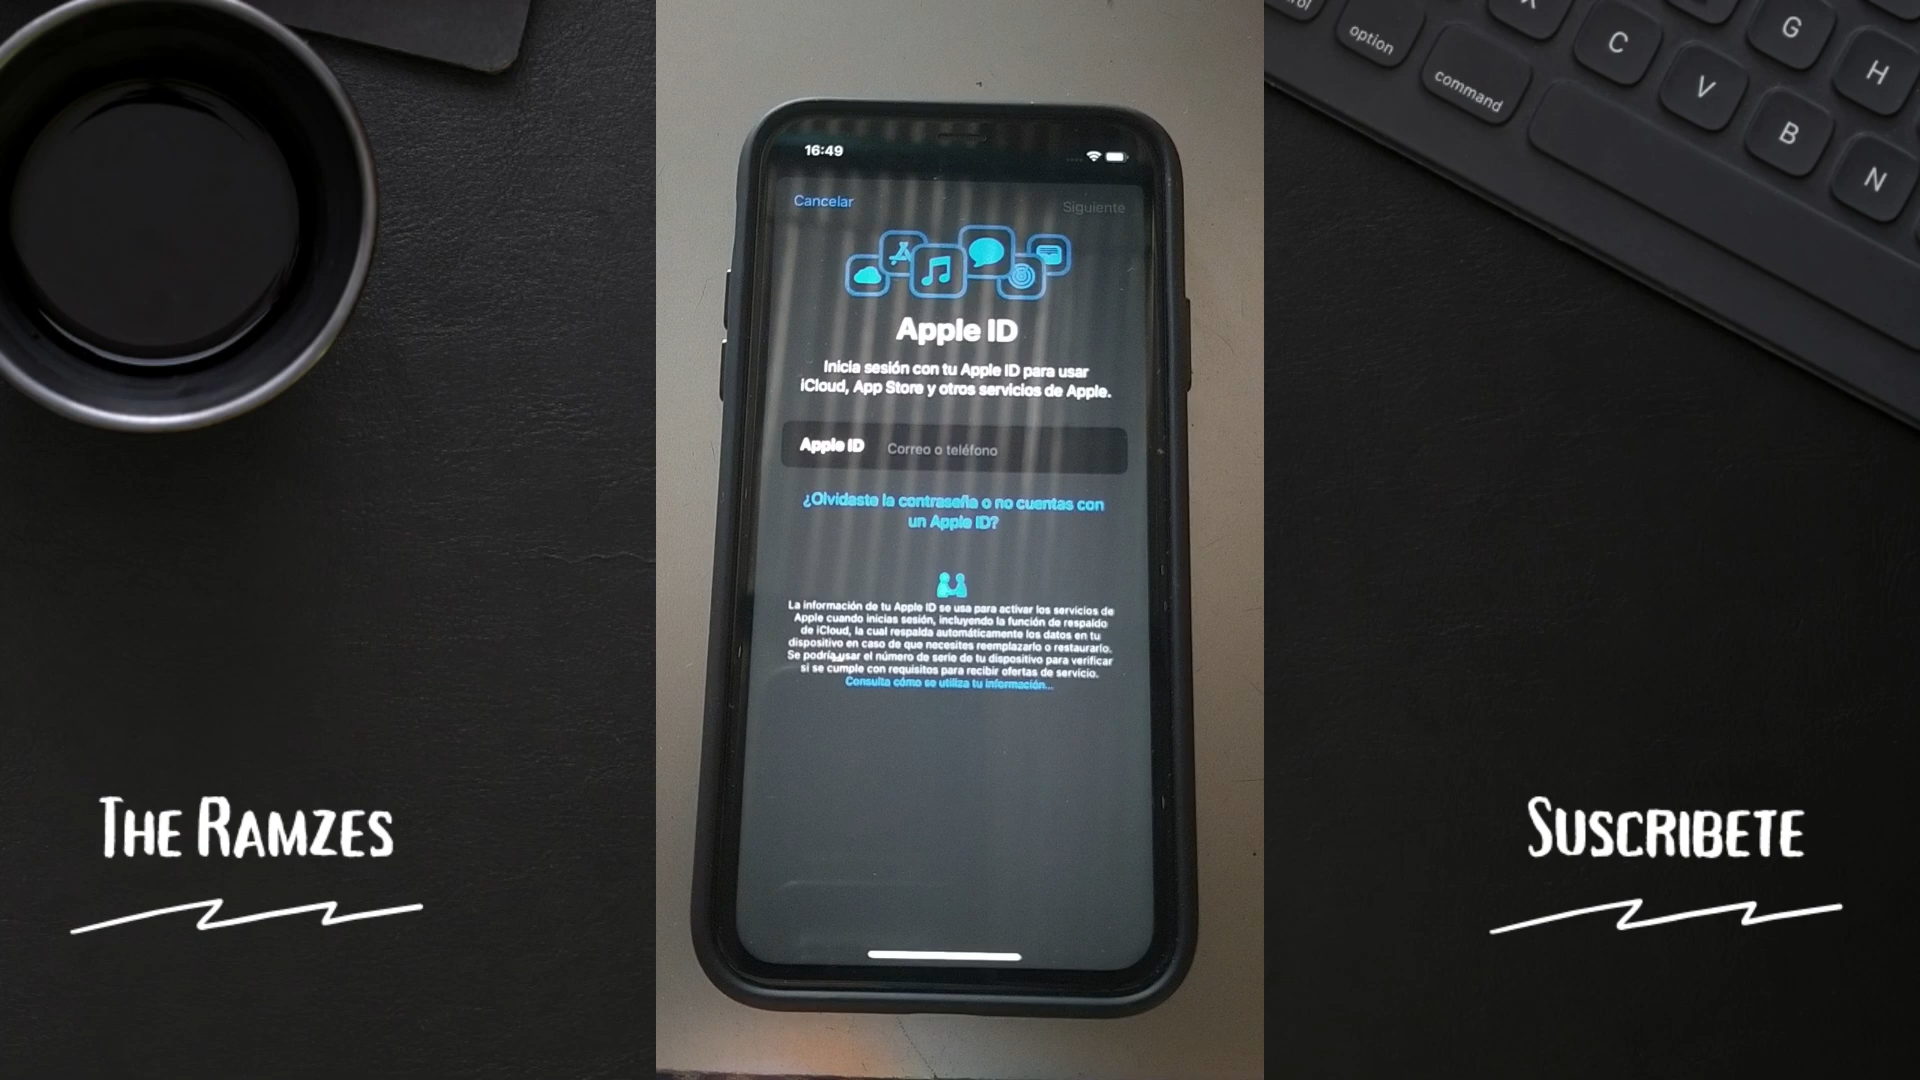 16:49
Cancelar
Siguiente
Apple ID
Inicia sesión con tu Apple ID para usar
iCloud, App Store y otros servicios de Apple.
Apple ID Correo o teléfono
¿Olvidaste la contraseña o no cuentas con
un Apple ID?
La información de tu Apple ID se usa para activar los servicios de
Apple cuando inicias sesión, incluyendo la función de respaldo
de iCloud, la cual respalda automáticamente los datos en tu
dispositivo en caso de que necesites reemplazarlo o restaurarlo.
Se podría usar el número de serie de tu dispositivo para verificar
si se cumple con requisitos para recibir ofertas de servicio.
Consulta cómo se utiliza tu información...
The Ramzes
Suscribete
option
command
C
V
B
N
G
H